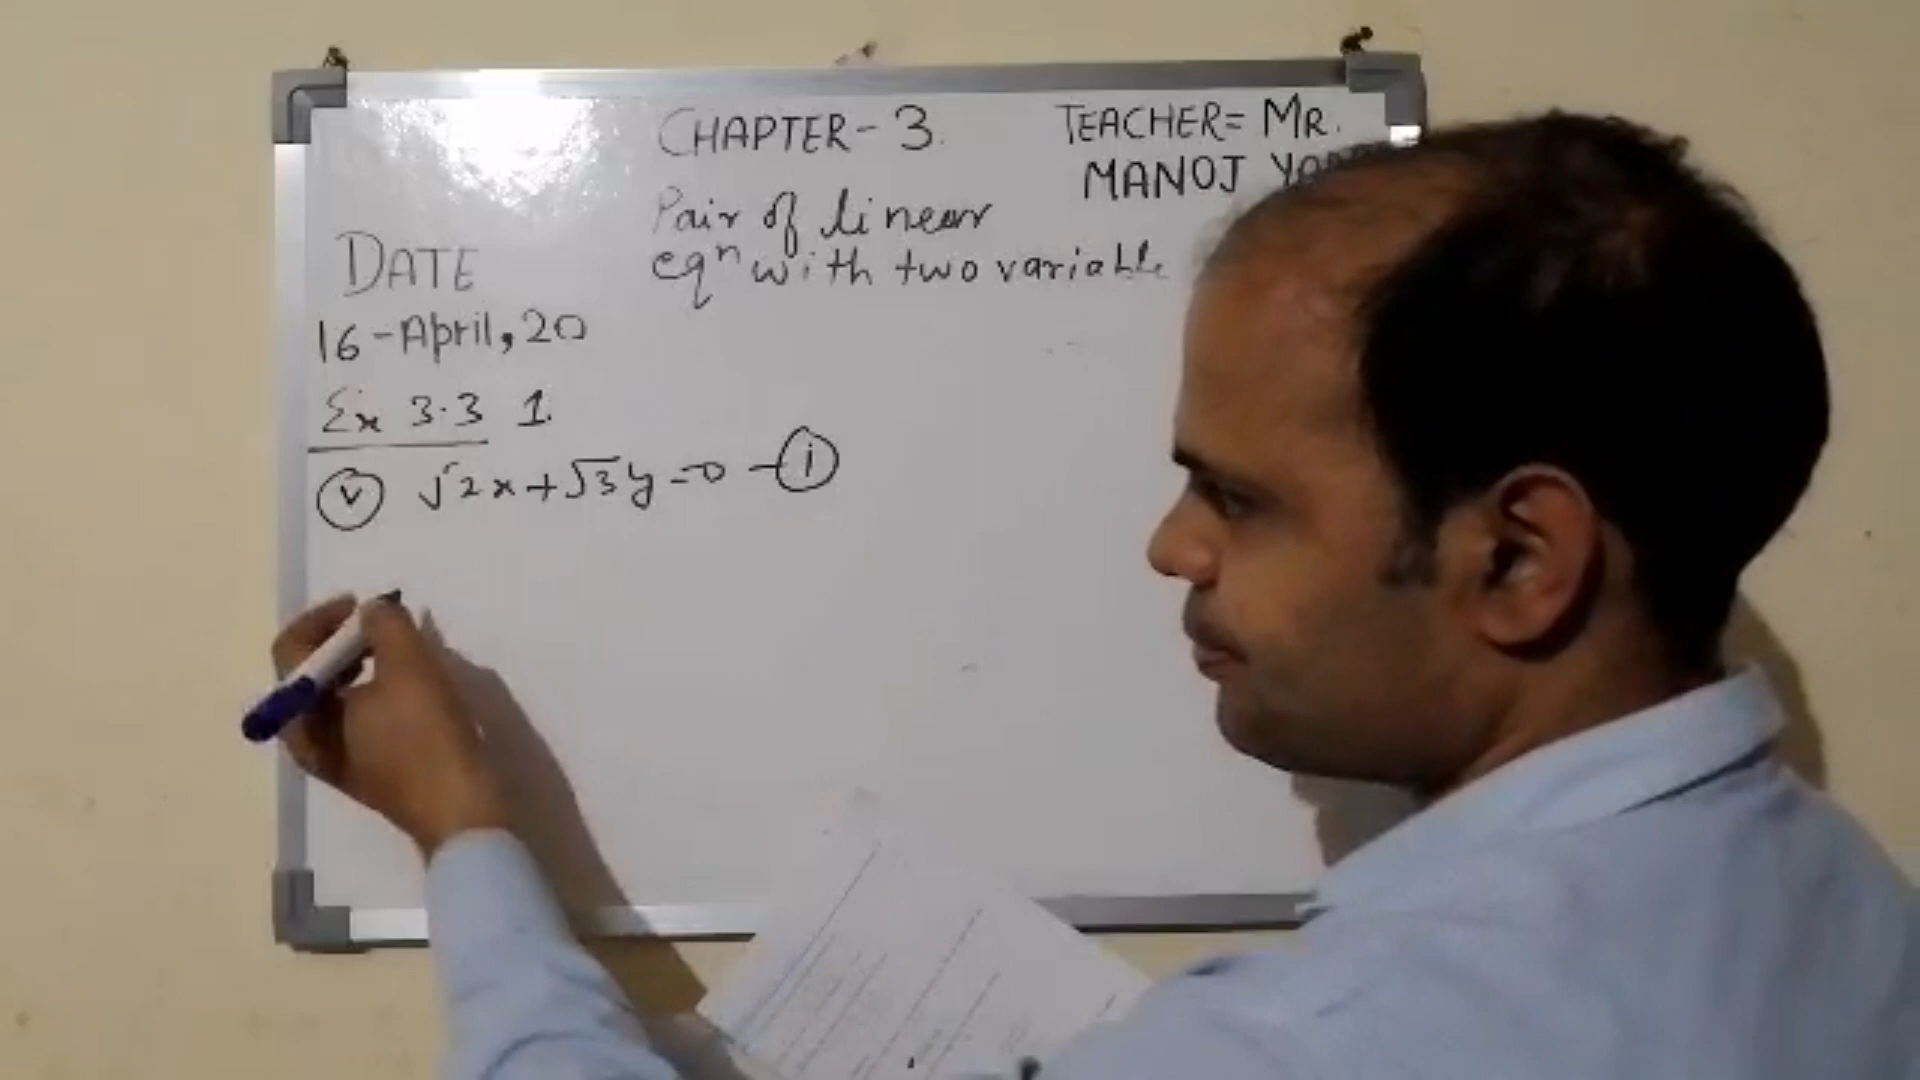 CHAPTER-3.
Pair of linear
eqⁿ with two variable
TEACHER= MR.
MANOJ
DATE
16-April, 20
Ex 3.3 1.
(v) √2x+√3y=0 -(i)